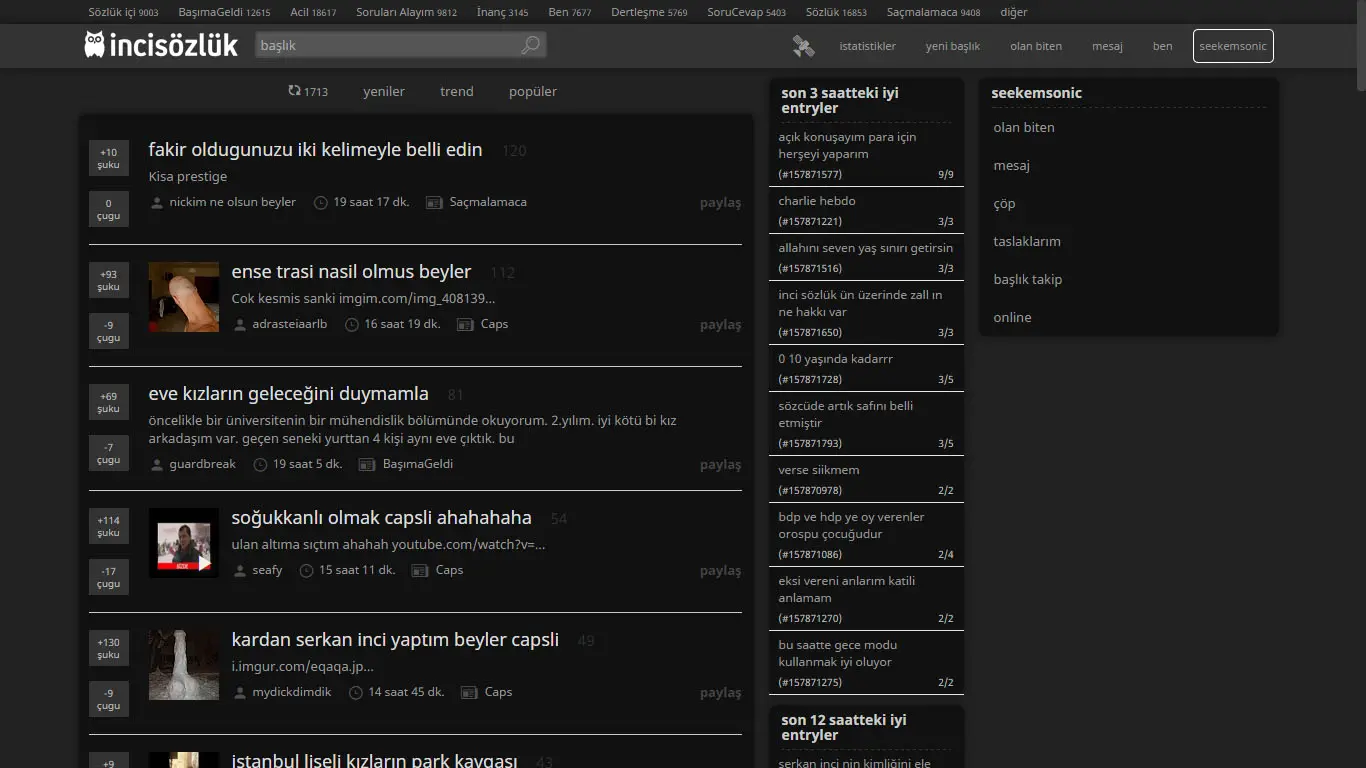 Sözlük içi 9003 BaşımaGeldi 12615 Acil 18617 Soruları Alayım 9812 İnanç 3145 Ben 7677 Dertleşme 5769 SoruCevap 5403 Sözlük 16853 Saçmalamaca 9408 diğer
incisözlük başlık istatistikler yeni başlık olan biten mesaj ben seekemsonic
1713 yeniler trend popüler
fakir oldugunuzu iki kelimeyle belli edin 120
+10
şuku
Kisa prestige
0
çugu
nickim ne olsun beyler 19 saat 17 dk. Saçmalamaca paylaş
ense trasi nasil olmus beyler 112
+93
şuku
Cok kesmis sanki imgim.com/img_408139...
-9
çugu
adrasteiaarlb 16 saat 19 dk. Caps paylaş
eve kızların geleceğini duymamla 81
+69
şuku
öncelikle bir üniversitenin bir mühendislik bölümünde okuyorum. 2.yılım. iyi kötü bi kız
arkadaşım var. geçen seneki yurttan 4 kişi aynı eve çıktık. bu
-7
çugu
guardbreak 19 saat 5 dk. BaşımaGeldi paylaş
soğukkanlı olmak capsli ahahahaha 54
+114
şuku
ulan altıma sıçtım ahahah youtube.com/watch?v=...
-17
çugu
seafy 15 saat 11 dk. Caps paylaş
kardan serkan inci yaptım beyler capsli 49
+130
şuku
i.imgur.com/eqaqa.jp...
-9
çugu
mydickdimdik 14 saat 45 dk. Caps paylaş
istanbul liseli kızların park kavgası 43
+9
son 3 saatteki iyi
entryler
açık konuşayım para için
herşeyi yaparım
(#157871577) 9/9
charlie hebdo
(#157871221) 3/3
allahını seven yaş sınırı getirsin
(#157871516) 3/3
inci sözlük ün üzerinde zall ın
ne hakkı var
(#157871650) 3/3
0 10 yaşında kadarrr
(#157871728) 3/5
sözcüde artık safını belli
etmiştir
(#157871793) 3/5
verse siikmem
(#157870978) 2/2
bdp ve hdp ye oy verenler
orospu çocuğudur
(#157871086) 2/4
eksi vereni anlarım katili
anlamam
(#157871270) 2/2
bu saatte gece modu
kullanmak iyi oluyor
(#157871275) 2/2
son 12 saatteki iyi
entryler
serkan inci nin kimliğini ele
seekemsonic
olan biten
mesaj
çöp
taslaklarım
başlık takip
online